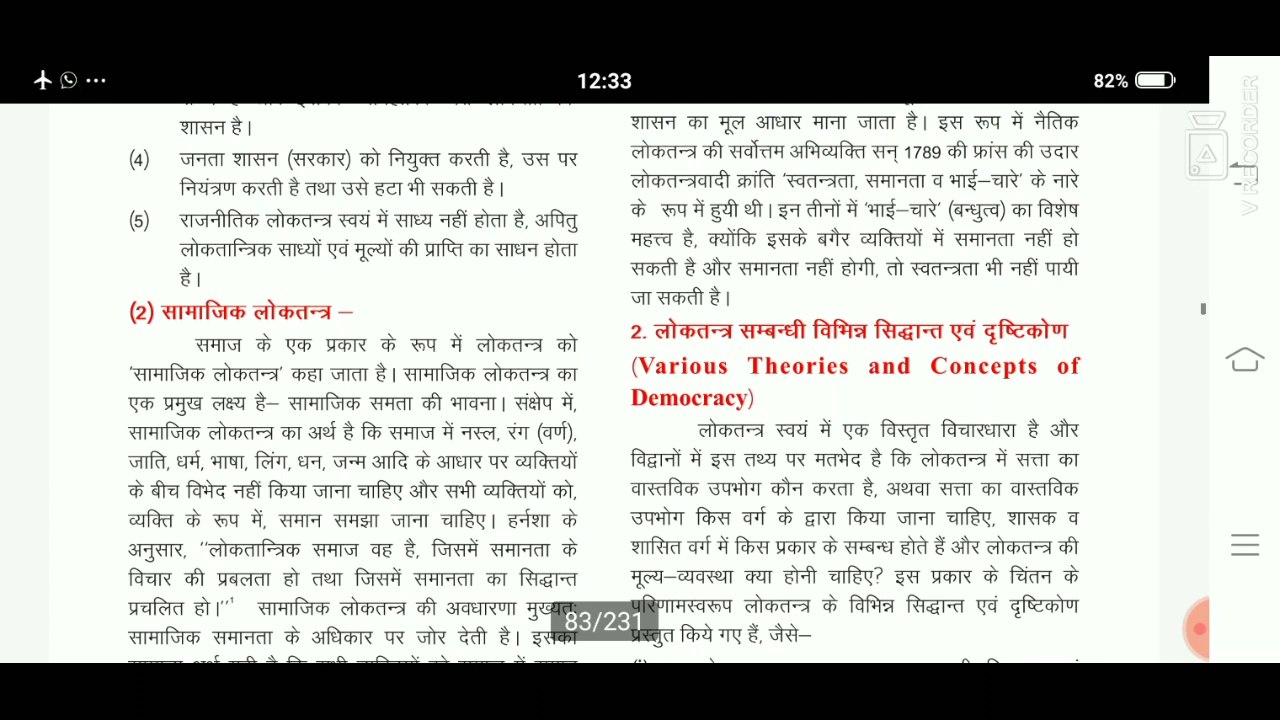 12:33
82%
V RECORDER
शासन है।
(4) जनता शासन (सरकार) को नियुक्त करती है, उस पर
नियंत्रण करती है तथा उसे हटा भी सकती है।
(5) राजनीतिक लोकतन्त्र स्वयं में साध्य नहीं होता है, अपितु
लोकतान्त्रिक साध्यों एवं मूल्यों की प्राप्ति का साधन होता
है।
(2) सामाजिक लोकतन्त्र –
समाज के एक प्रकार के रूप में लोकतन्त्र को
'सामाजिक लोकतन्त्र' कहा जाता है। सामाजिक लोकतन्त्र का
एक प्रमुख लक्ष्य है– सामाजिक समता की भावना। संक्षेप में,
सामाजिक लोकतन्त्र का अर्थ है कि समाज में नस्ल, रंग (वर्ण),
जाति, धर्म, भाषा, लिंग, धन, जन्म आदि के आधार पर व्यक्तियों
के बीच विभेद नहीं किया जाना चाहिए और सभी व्यक्तियों को,
व्यक्ति के रूप में, समान समझा जाना चाहिए। हर्नशा के
अनुसार, ''लोकतान्त्रिक समाज वह है, जिसमें समानता के
विचार की प्रबलता हो तथा जिसमें समानता का सिद्धान्त
प्रचलित हो।''¹ सामाजिक लोकतन्त्र की अवधारणा मुख्यतः
सामाजिक समानता के अधिकार पर जोर देती है। इसका
शासन का मूल आधार माना जाता है। इस रूप में नैतिक
लोकतन्त्र की सर्वोत्तम अभिव्यक्ति सन् 1789 की फ्रांस की उदार
लोकतन्त्रवादी क्रांति 'स्वतन्त्रता, समानता व भाई–चारे' के नारे
के रूप में हुयी थी। इन तीनों में 'भाई–चारे' (बन्धुत्व) का विशेष
महत्त्व है, क्योंकि इसके बगैर व्यक्तियों में समानता नहीं हो
सकती है और समानता नहीं होगी, तो स्वतन्त्रता भी नहीं पायी
जा सकती है।
2. लोकतन्त्र सम्बन्धी विभिन्न सिद्धान्त एवं दृष्टिकोण
(Various Theories and Concepts of
Democracy)
लोकतन्त्र स्वयं में एक विस्तृत विचारधारा है और
विद्वानों में इस तथ्य पर मतभेद है कि लोकतन्त्र में सत्ता का
वास्तविक उपभोग कौन करता है, अथवा सत्ता का वास्तविक
उपभोग किस वर्ग के द्वारा किया जाना चाहिए, शासक व
शासित वर्ग में किस प्रकार के सम्बन्ध होते हैं और लोकतन्त्र की
मूल्य–व्यवस्था क्या होनी चाहिए? इस प्रकार के चिंतन के
परिणामस्वरूप लोकतन्त्र के विभिन्न सिद्धान्त एवं दृष्टिकोण
प्रस्तुत किये गए हैं, जैसे–
83/231